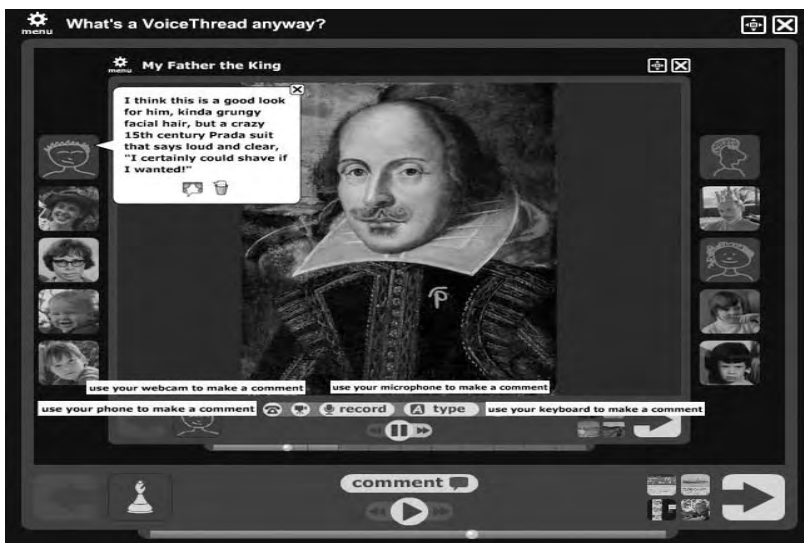 What's a VoiceThread anyway?
menu
My Father the King
menu
I think this is a good look
for him, kinda grungy
facial hair, but a crazy
15th century Prada suit
that says loud and clear,
"I certainly could shave if
I wanted!"
use your webcam to make a comment
use your microphone to make a comment
use your phone to make a comment
record
A type
use your keyboard to make a comment
comment